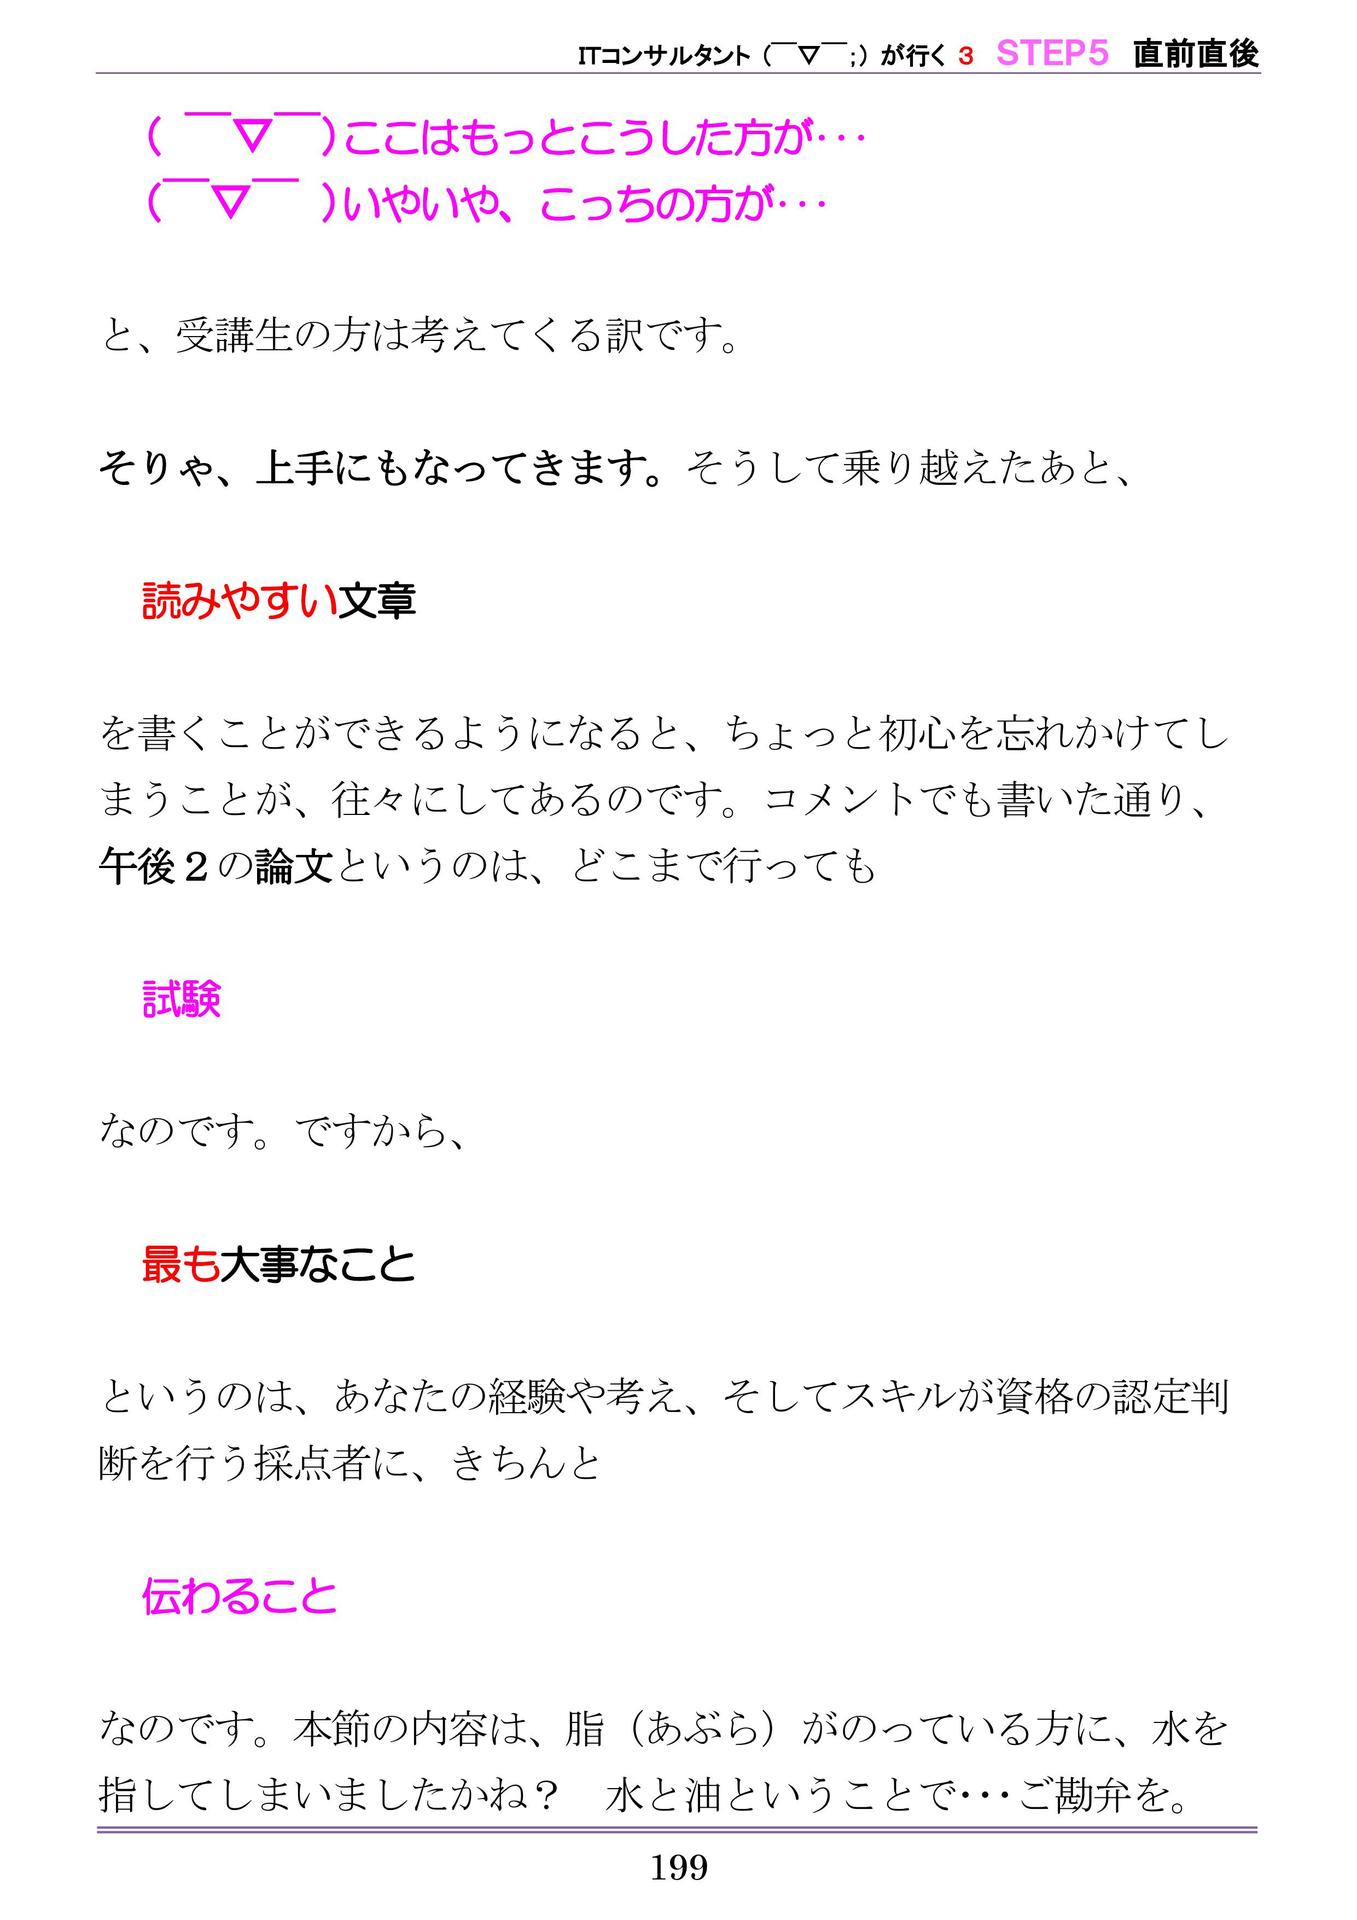 ITコンサルタント（￣▽￣；）が行く 3 STEP5 直前直後
（ ￣▽￣）ここはもっとこうした方が･･･
（￣▽￣ ）いやいや、こっちの方が･･･
と、受講生の方は考えてくる訳です。
そりゃ、上手にもなってきます。そうして乗り越えたあと、
読みやすい文章
を書くことができるようになると、ちょっと初心を忘れかけてし
まうことが、往々にしてあるのです。コメントでも書いた通り、
午後２の論文というのは、どこまで行っても
試験
なのです。ですから、
最も大事なこと
というのは、あなたの経験や考え、そしてスキルが資格の認定判
断を行う採点者に、きちんと
伝わること
なのです。本節の内容は、脂（あぶら）がのっている方に、水を
指してしまいましたかね？　水と油ということで･･･ご勘弁を。
199